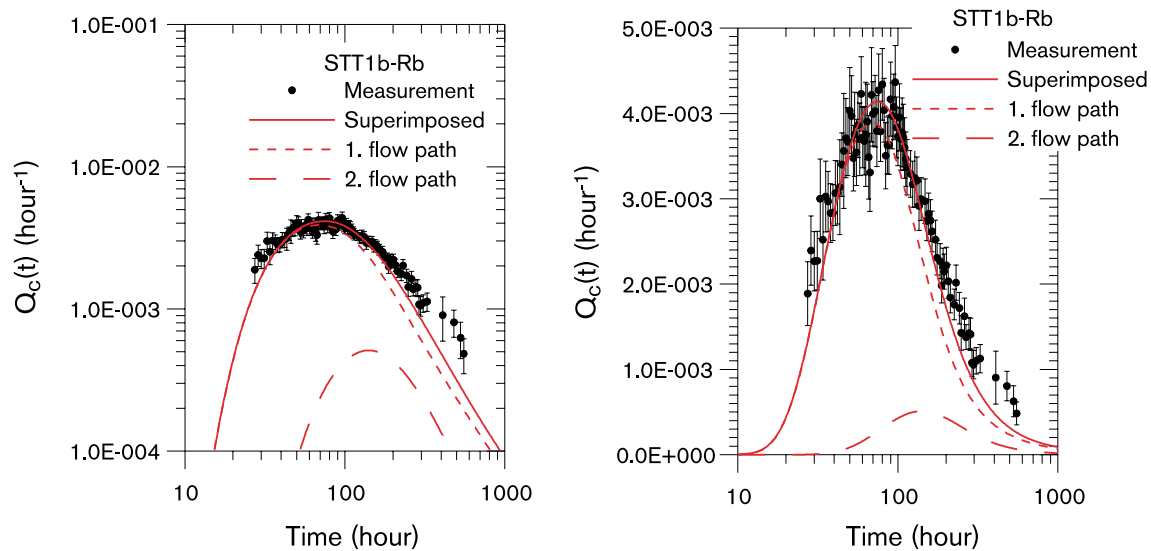 1.0E-001
STT1b-Rb
Measurement
Superimposed
1. flow path
2. flow path
1.0E-002
1.0E-003
1.0E-004
Qc(t) (hour-1)
10
100
1000
Time (hour)
STT1b-Rb
Measurement
Superimposed
1. flow path
2. flow path
5.0E-003
4.0E-003
3.0E-003
2.0E-003
1.0E-003
0.0E+000
Qc(t) (hour-1)
10
100
1000
Time (hour)